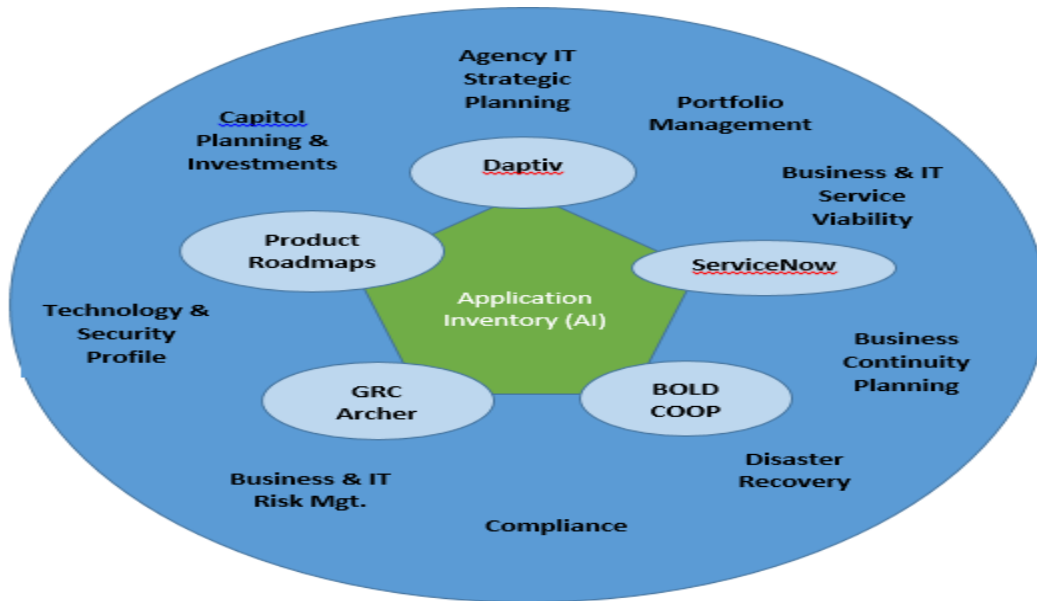 Agency IT
Strategic
Planning
Portfolio
Management
Capitol
Planning &
Investments
Daptiv
Business & IT
Service
Viability
Product
Roadmaps
ServiceNow
Application
Inventory (AI)
Technology &
Security
Profile
Business
Continuity
Planning
GRC
Archer
BOLD
COOP
Disaster
Recovery
Business & IT
Risk Mgt.
Compliance